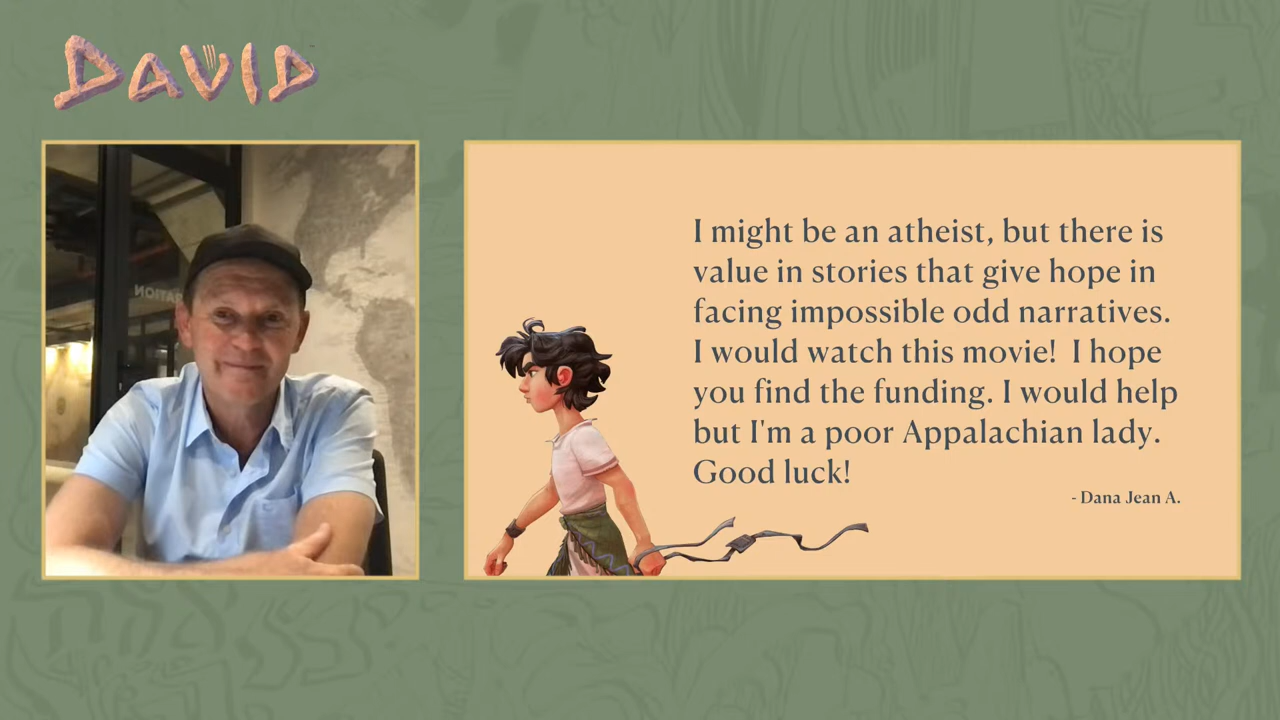 DAVID
I might be an atheist, but there is
value in stories that give hope in
facing impossible odd narratives.
I would watch this movie!  I hope
you find the funding. I would help
but I'm a poor Appalachian lady.
Good luck!
- Dana Jean A.